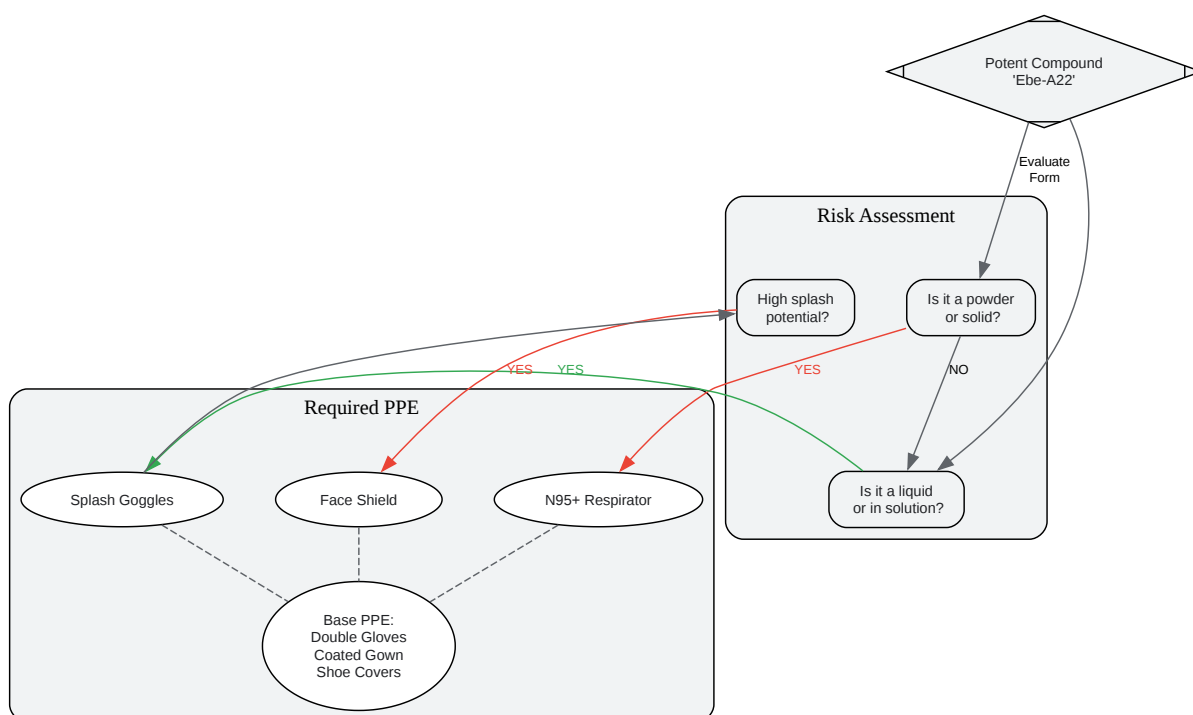 Potent Compound
'Ebe-A22'
Evaluate
Form
Risk Assessment
High splash
potential?
Is it a powder
or solid?
YES
YES
YES
NO
Required PPE
Splash Goggles
Face Shield
N95+ Respirator
Is it a liquid
or in solution?
Base PPE:
Double Gloves
Coated Gown
Shoe Covers